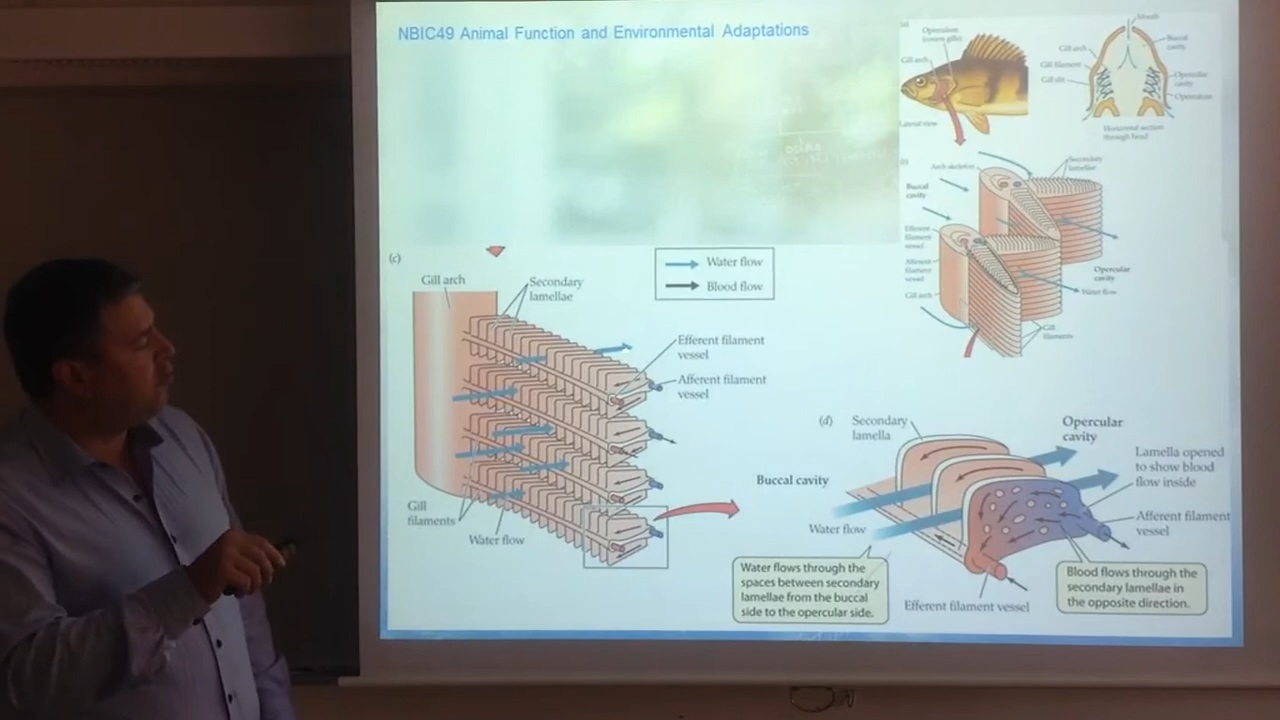 NBIC49 Animal Function and Environmental Adaptations
Operculum
(covers gills)
Gill arch
Lateral view
Mouth
Buccal
cavity
Gill arch
Gill filament
Gill slit
Opercular
cavity
Operculum
Horizontal section
through head
Arch skeleton
Secondary
lamellae
Buccal
cavity
Efferent
filament
vessel
Afferent
filament
vessel
Gill arch
Opercular
cavity
Water flow
Gill
filaments
(c)
Gill arch
Secondary
lamellae
Water flow
Blood flow
Efferent filament
vessel
Afferent filament
vessel
Gill
filaments
Water flow
(d)
Secondary
lamella
Opercular
cavity
Lamella opened
to show blood
flow inside
Buccal cavity
Water flow
Afferent filament
vessel
Water flows through the
spaces between secondary
lamellae from the buccal
side to the opercular side.
Efferent filament vessel
Blood flows through the
secondary lamellae in
the opposite direction.